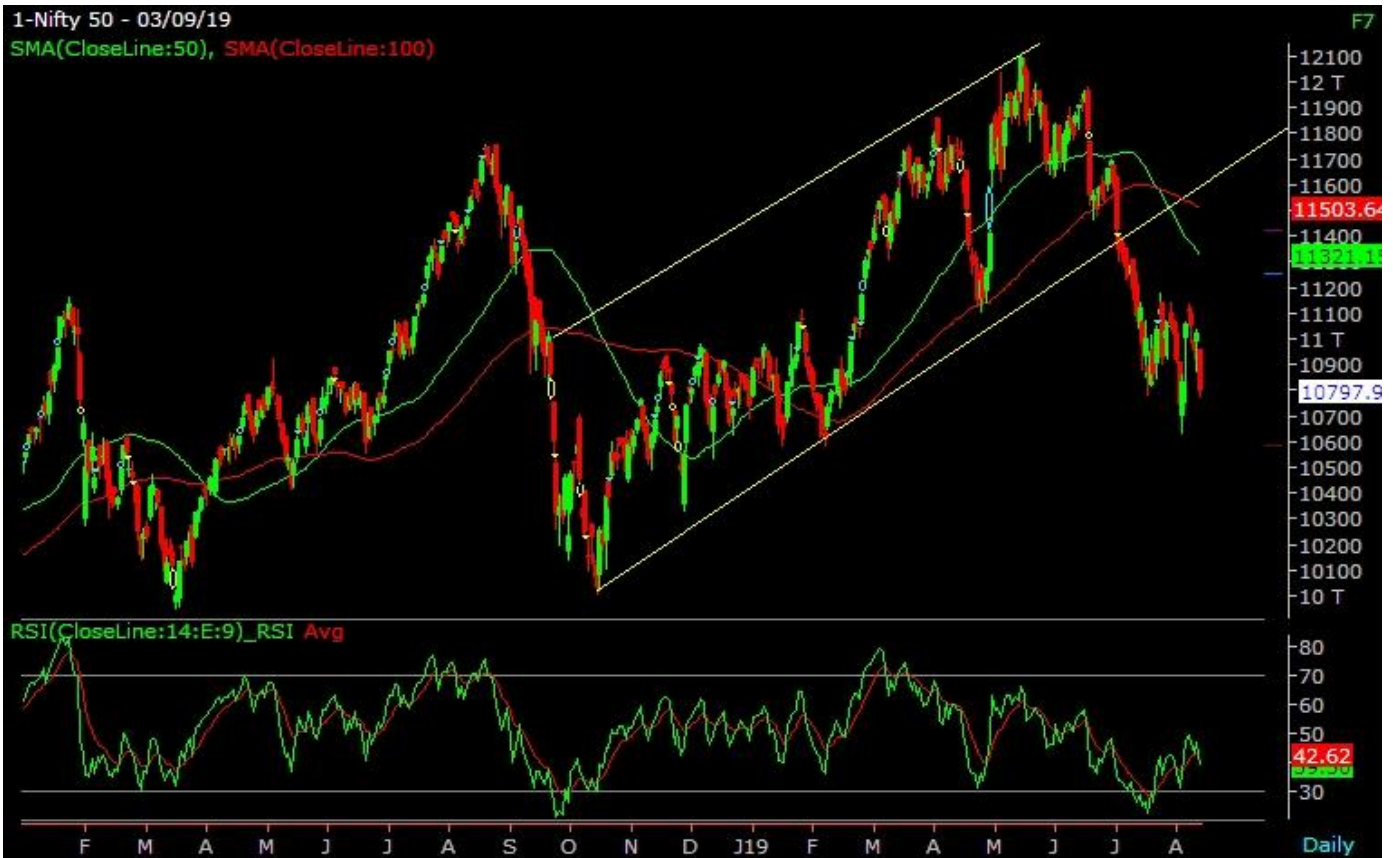 1-Nifty 50 - 03/09/19
F7
SMA(CloseLine:50), SMA(CloseLine:100)
12100
12 T
11900
11800
11700
11600
11503.64
11400
11321.15
11200
11100
11 T
10900
10797.9
10700
10600
10500
10400
10300
10200
10100
10 T
RSI(CloseLine:14:E:9)_RSI Avg
80
70
60
50
42.62
30
F M A M J J A S O N D J19 F M A M J J A
Daily